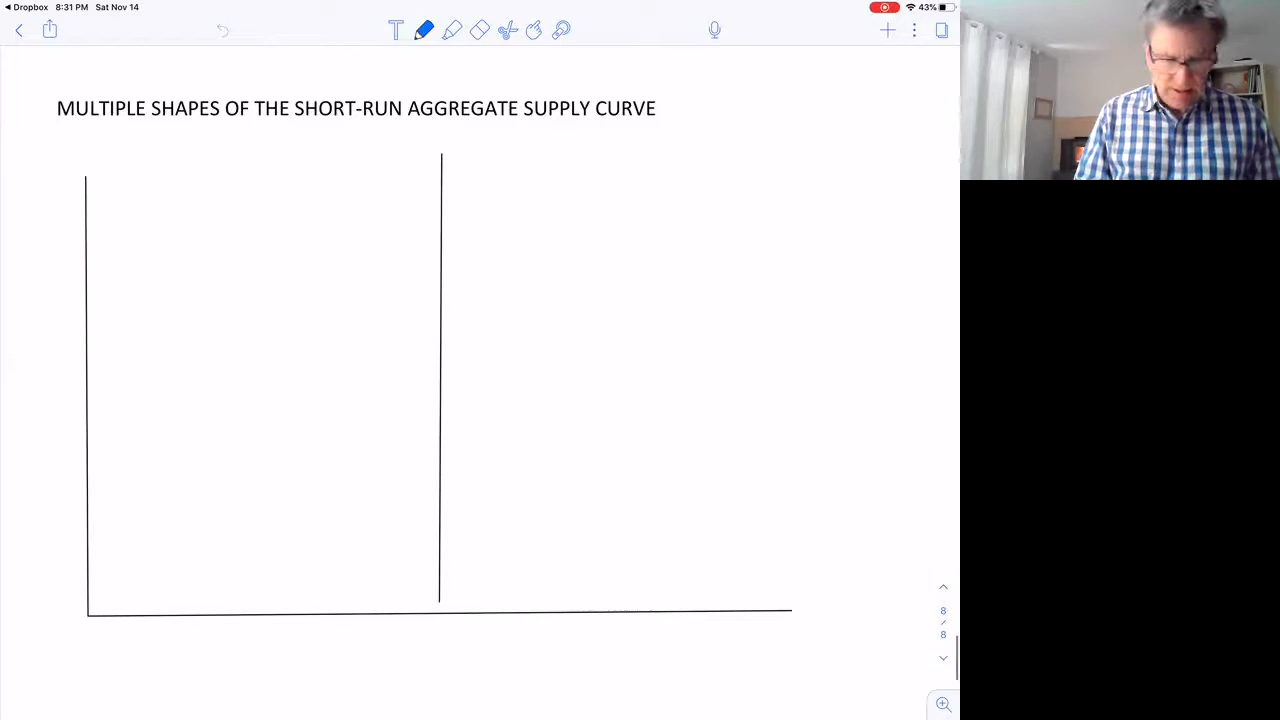 Dropbox 8:31 PM Sat Nov 14 43%
T
MULTIPLE SHAPES OF THE SHORT-RUN AGGREGATE SUPPLY CURVE
8
8